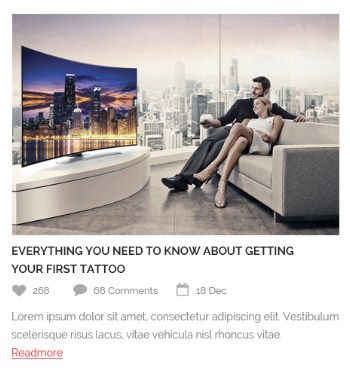 EVERYTHING YOU NEED TO KNOW ABOUT GETTING
YOUR FIRST TATTOO
268 68 Comments 18 Dec
Lorem ipsum dolor sit amet, consectetur adipiscing elit. Vestibulum
scelerisque risus lacus, vitae vehicula nisl rhoncus vitae.
Readmore